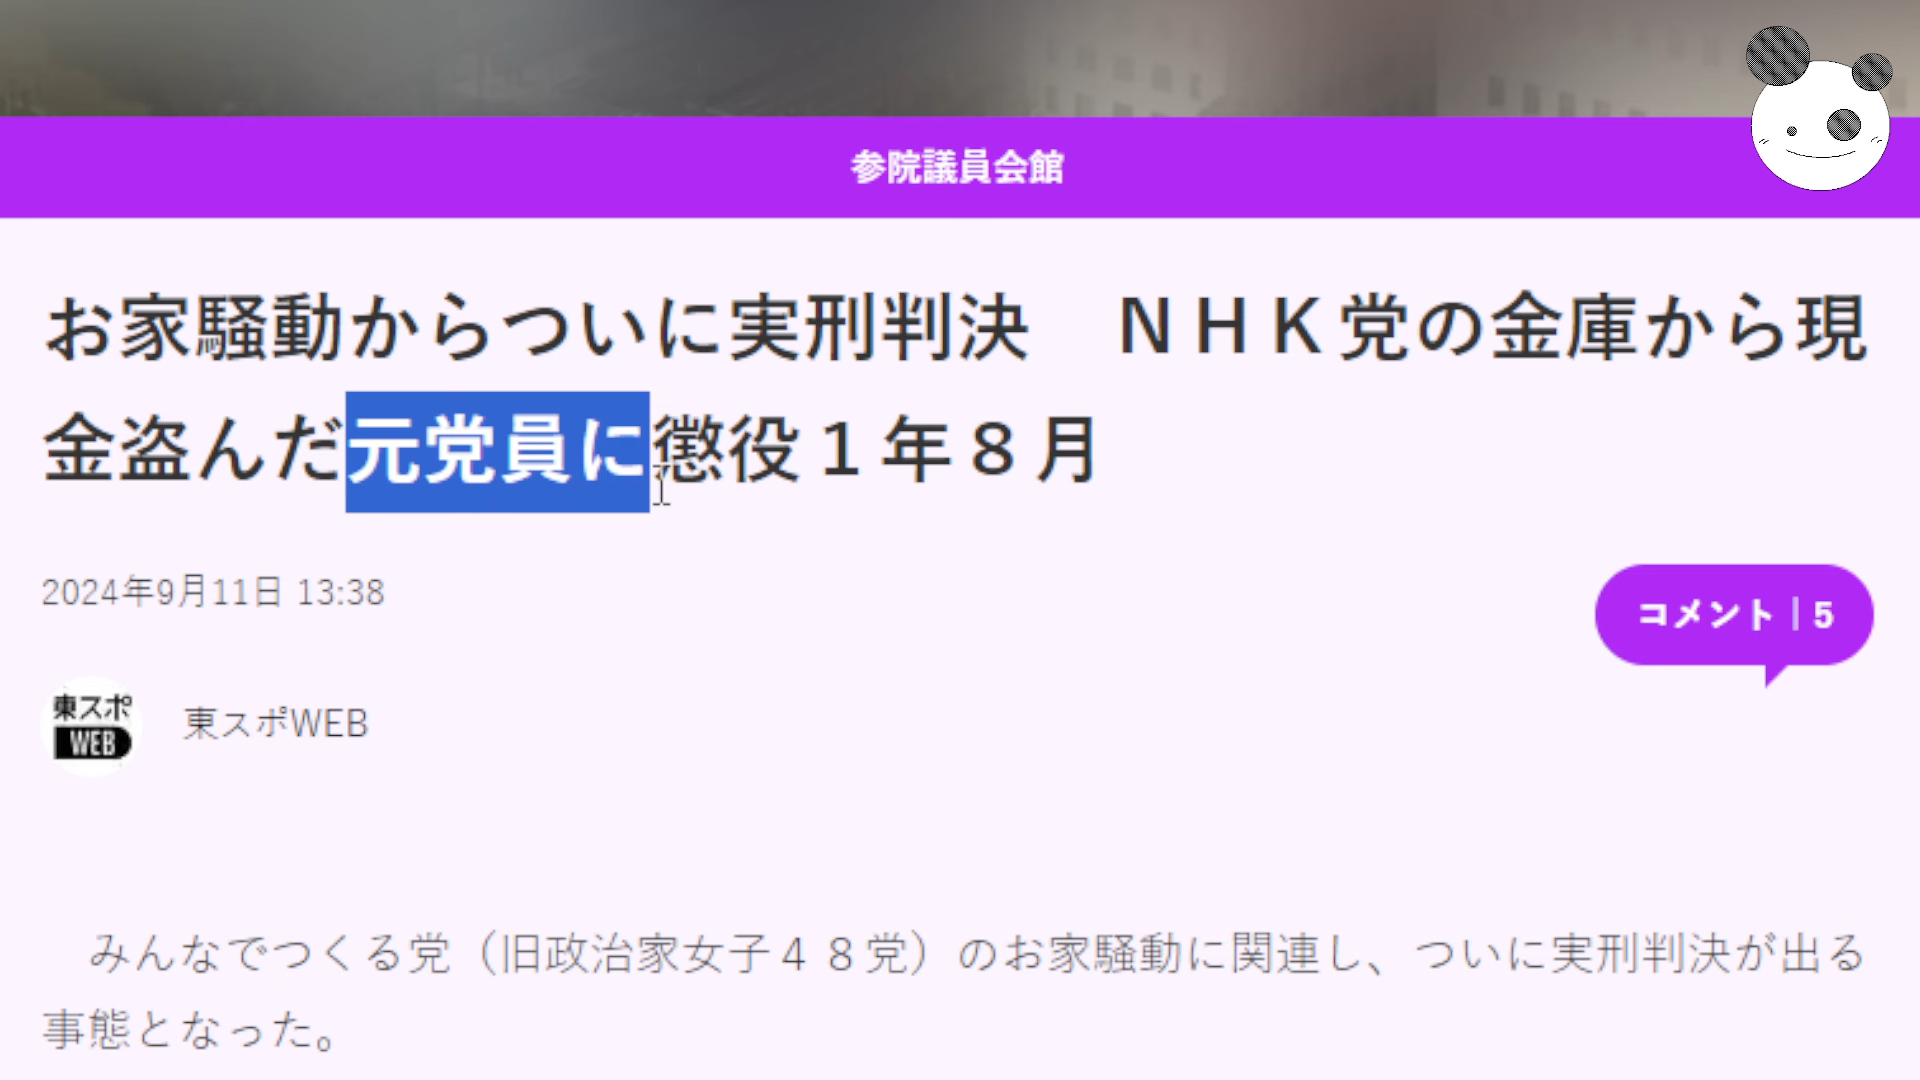 参院議員会館
お家騒動からついに実刑判決　ＮＨＫ党の金庫から現
金盗んだ元党員に懲役１年８月
2024年9月11日 13:38
コメント｜5
東スポ
WEB
東スポWEB
みんなでつくる党（旧政治家女子４８党）のお家騒動に関連し、ついに実刑判決が出る
事態となった。